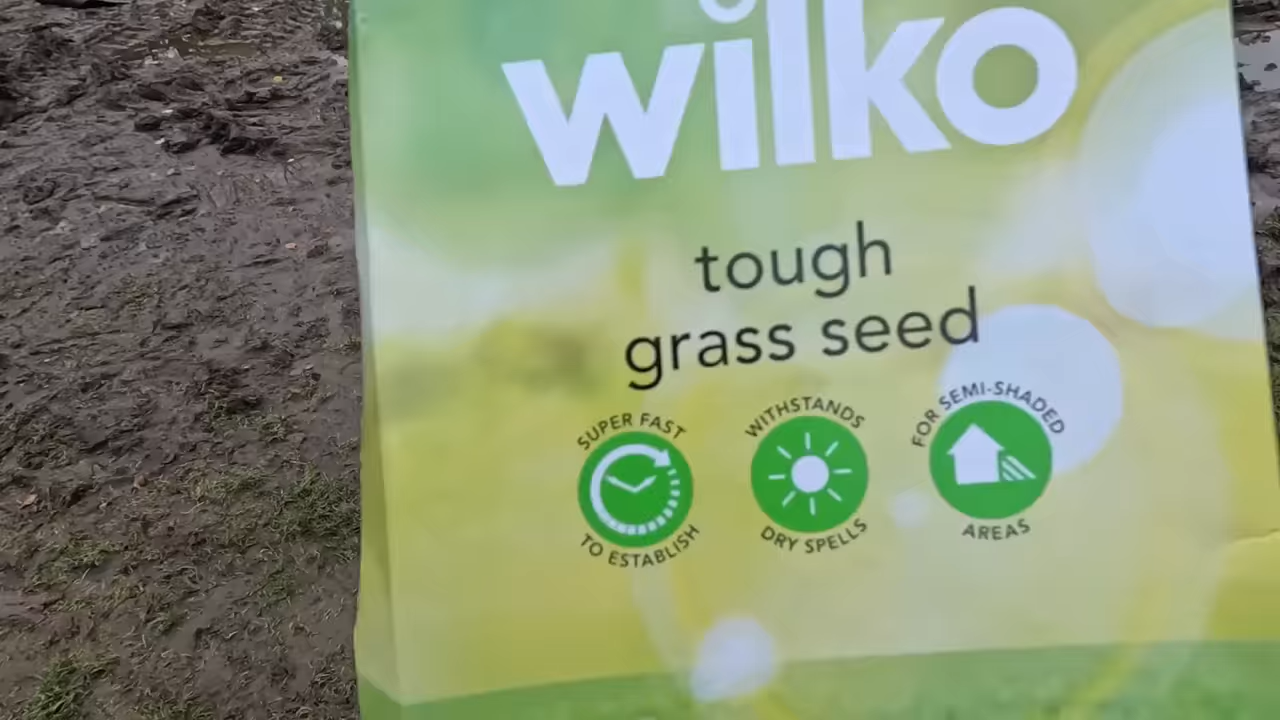 wilko
tough
grass seed
SUPER FAST
TO ESTABLISH
WITHSTANDS
DRY SPELLS
FOR SEMI-SHADED
AREAS